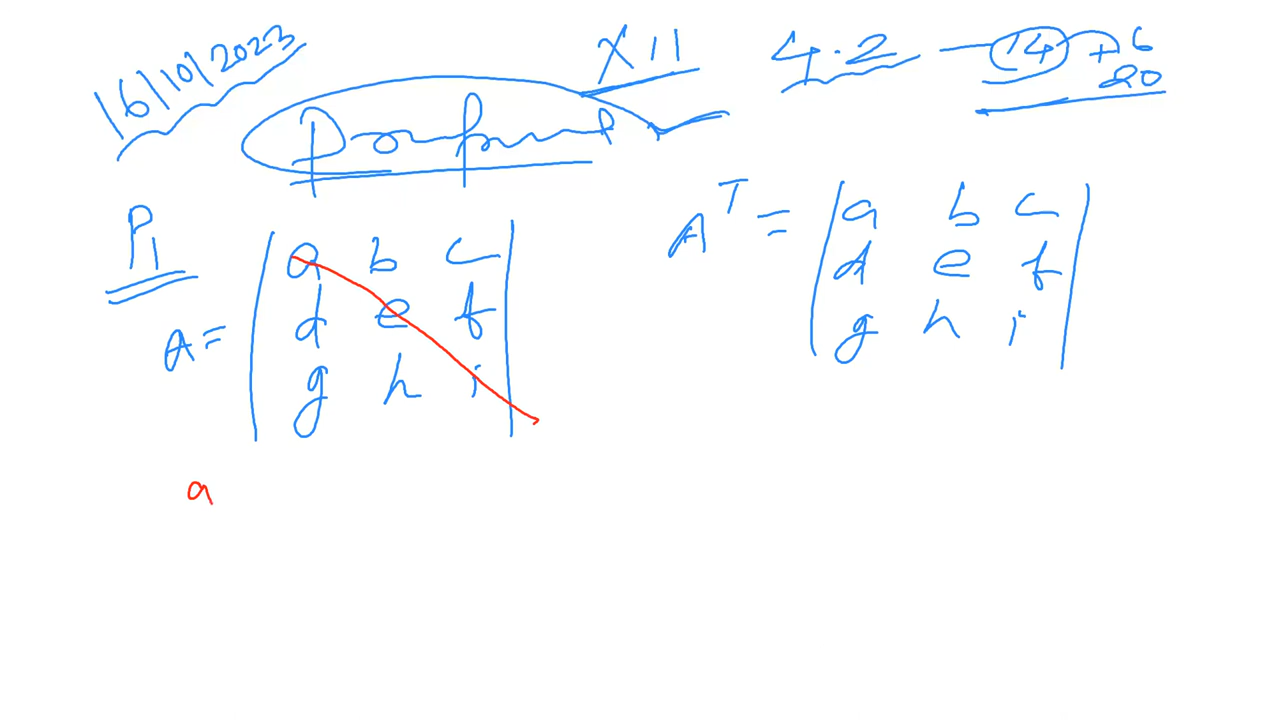 16/10/2023
XII 4.2 — 14 + 6
20
P1
A = | a b c |
| d e f |
| g h i |
A^T = | a b c |
| d e f |
| g h i |
a